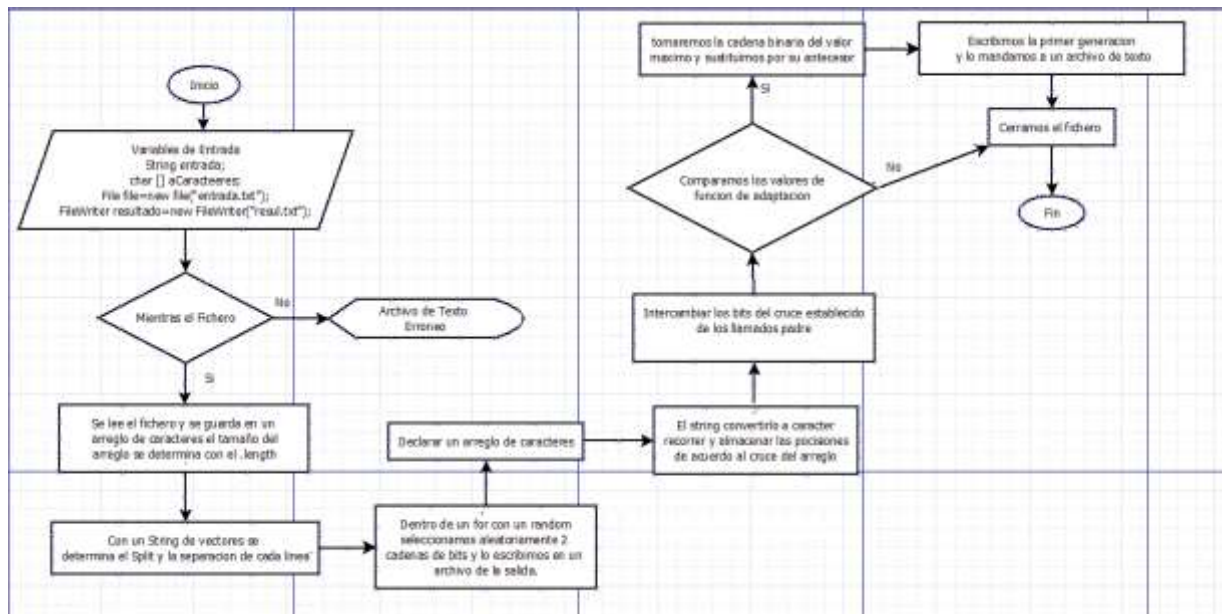 Inicio
Variables de Entrada
String entrada;
char [] aCaracteeres;
File file=new file("entrada.txt");
FileWriter resultado=new FileWriter("resul.txt");
Mientras el Fichero
No
Archivo de Texto
Erroneo
Si
Se lee el fichero y se guarda en un
arreglo de caracteres el tamaño del
arreglo se determina con el .length
Con un String de vectores se
determina el Split y la separacion de cada linea
Dentro de un for con un random
seleccionamos aleatoriamente 2
cadenas de bits y lo escribimos en un
archivo de la salida.
Declarar un arreglo de caracteres
El string convertirlo a caracter
recorrer y almacenar las posisiones
de acuerdo al cruce del arreglo
Intercambiar los bits del cruce establecido
de los llamados padre
Comparamos los valores de
funcion de adaptacion
Si
No
tomaremos la cadena binaria del valor
maximo y sustituimos por su antecesor
Escribimos la primer generacion
y lo mandamos a un archivo de texto
Cerramos el fichero
Fin